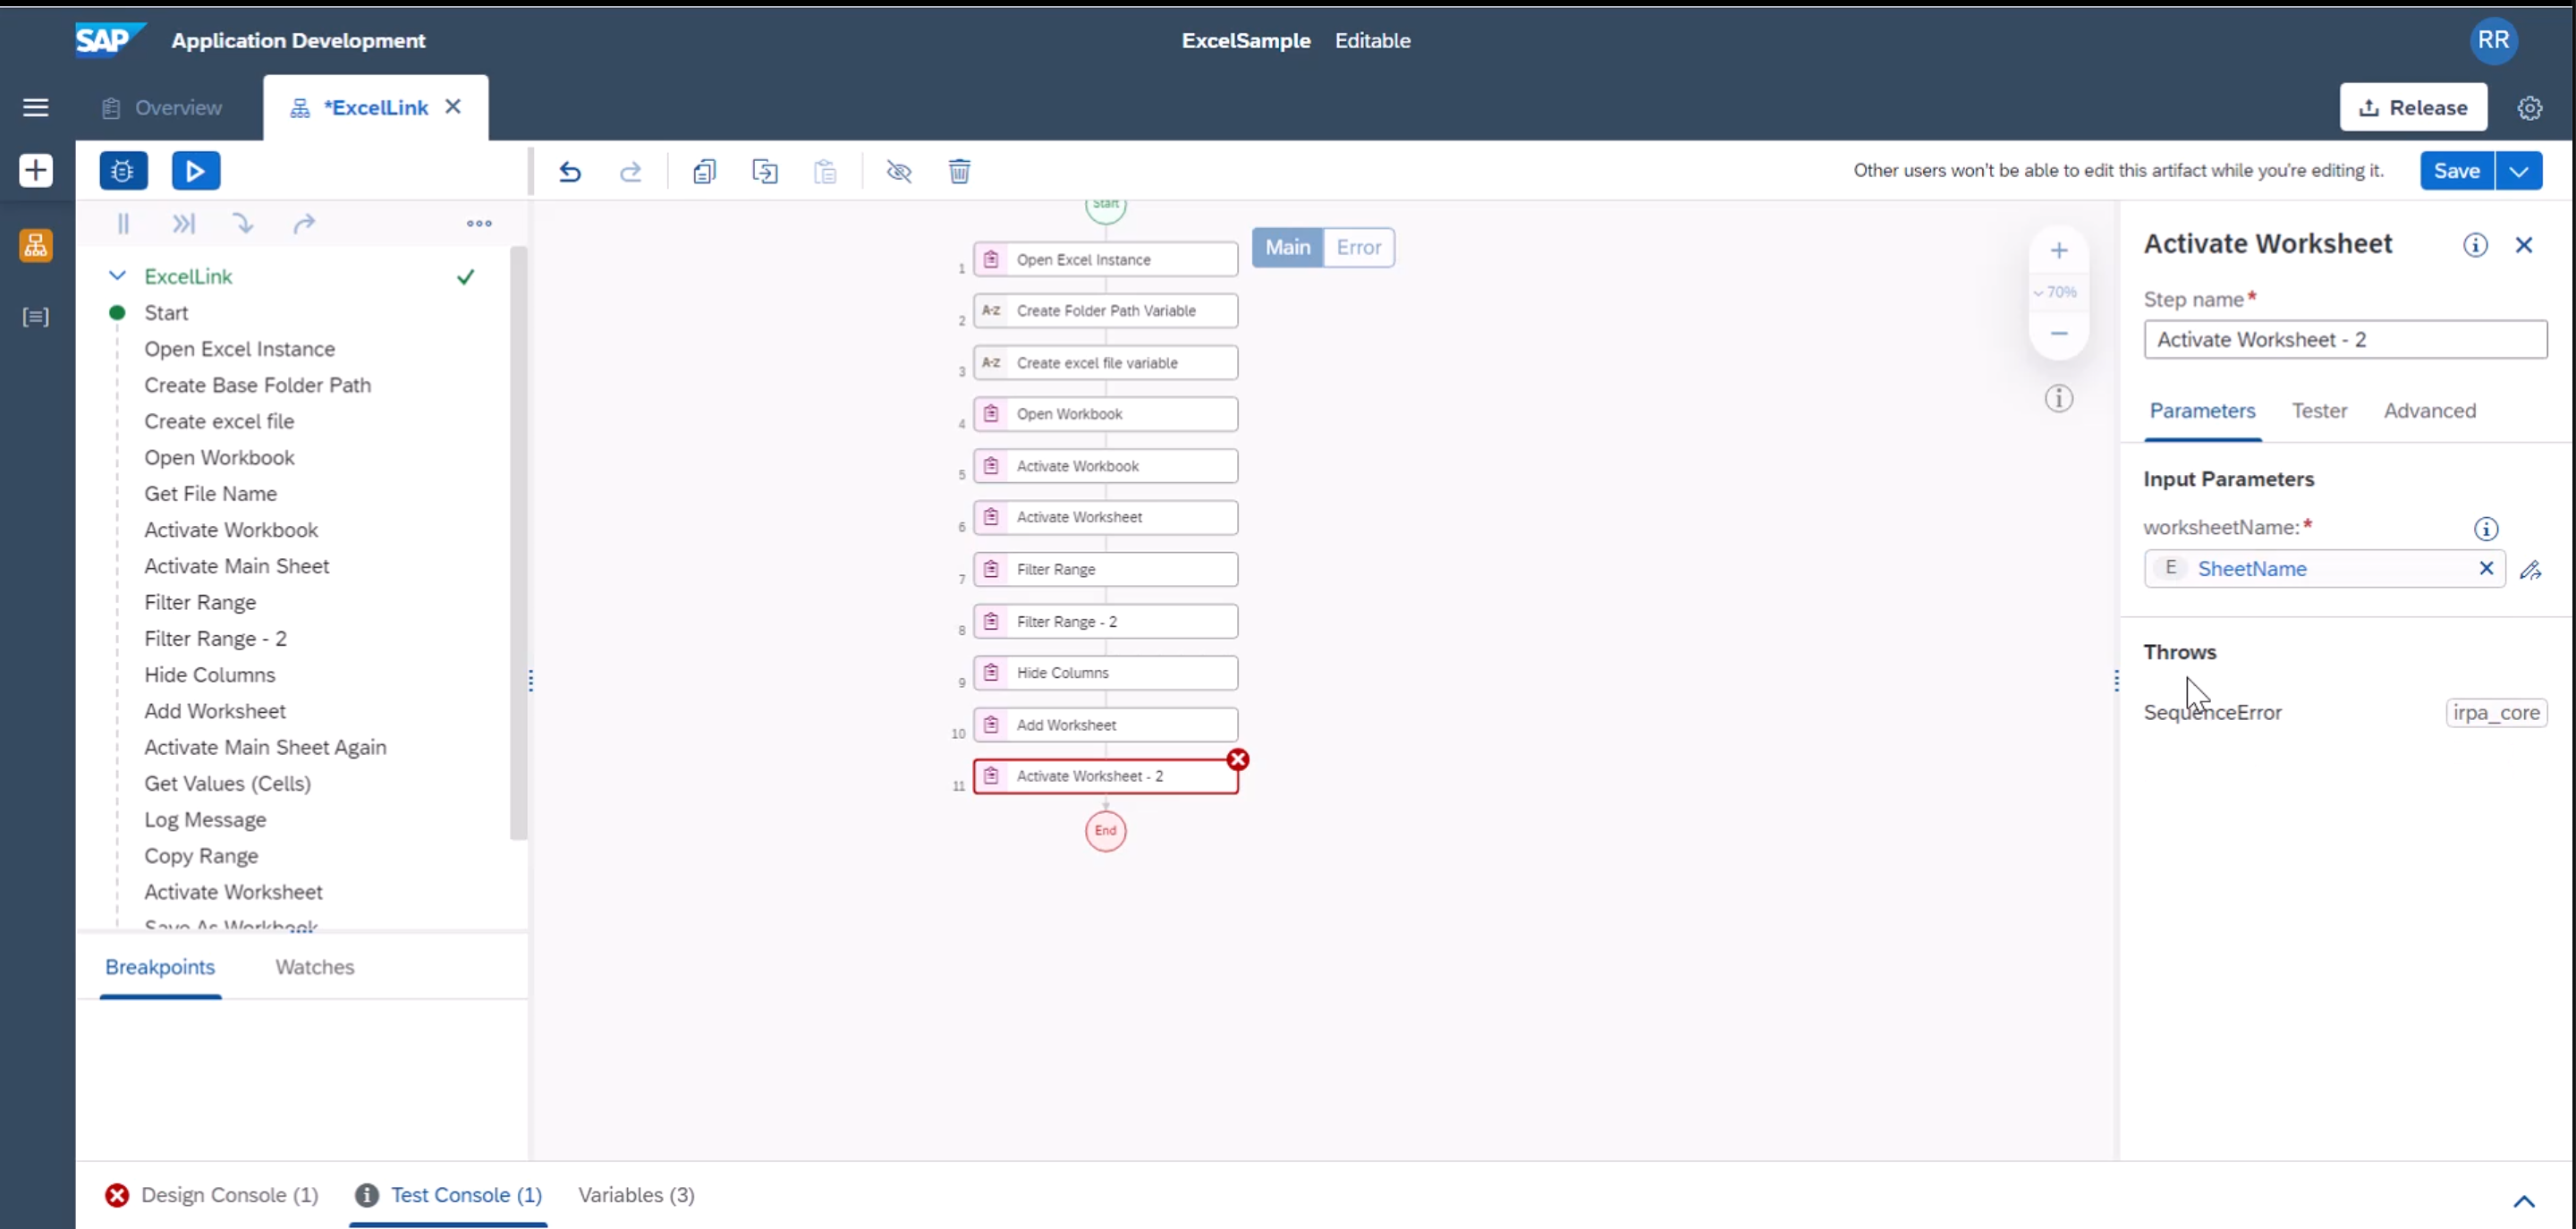 SAP Application Development
ExcelSample Editable
RR
Overview
*ExcelLink
Release
Other users won't be able to edit this artifact while you're editing it.
Save
ExcelLink
Start
Open Excel Instance
Create Base Folder Path
Create excel file
Open Workbook
Get File Name
Activate Workbook
Activate Main Sheet
Filter Range
Filter Range - 2
Hide Columns
Add Worksheet
Activate Main Sheet Again
Get Values (Cells)
Log Message
Copy Range
Activate Worksheet
Save As Workbook
Breakpoints Watches
Start
Main Error
1 Open Excel Instance
2 A-Z Create Folder Path Variable
3 A-Z Create excel file variable
4 Open Workbook
5 Activate Workbook
6 Activate Worksheet
7 Filter Range
8 Filter Range - 2
9 Hide Columns
10 Add Worksheet
11 Activate Worksheet - 2
End
70%
Activate Worksheet
Step name*
Activate Worksheet - 2
Parameters Tester Advanced
Input Parameters
worksheetName:*
E SheetName
Throws
SequenceError irpa_core
Design Console (1) Test Console (1) Variables (3)